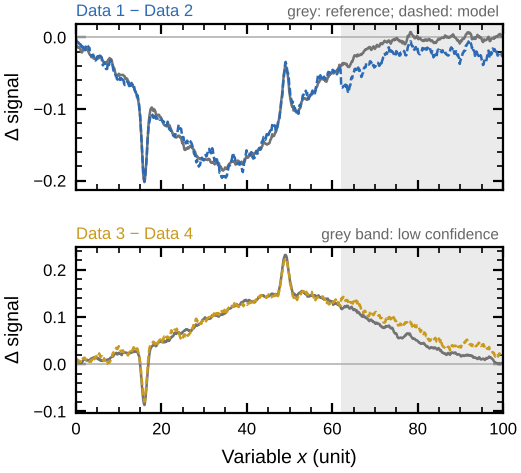 Data 1 − Data 2 grey: reference; dashed: model
0.0
−0.1
−0.2
Δ signal
Data 3 − Data 4 grey band: low confidence
0.2
0.1
0.0
−0.1
Δ signal
0 20 40 60 80 100
Variable x (unit)